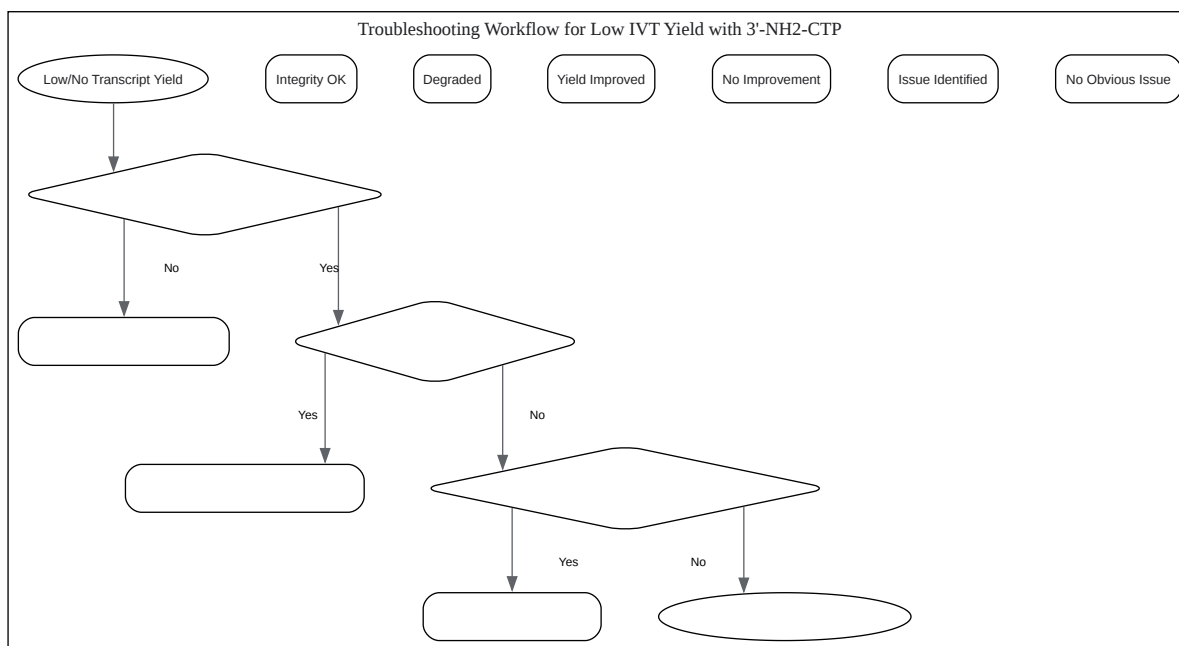 Troubleshooting Workflow for Low IVT Yield with 3'-NH2-CTP
Low/No Transcript Yield
Integrity OK
Degraded
Yield Improved
No Improvement
Issue Identified
No Obvious Issue
No
Yes
Yes
No
Yes
No